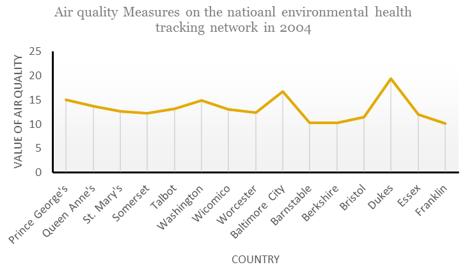 Air quality Measures on the natioanl environmental health
tracking network in 2004
VALUE OF AIR QUALITY
25
20
15
10
5
0
Prince George's
Queen Anne's
St. Mary's
Somerset
Talbot
Washington
Wicomico
Worcester
Baltimore City
Barnstable
Berkshire
Bristol
Dukes
Essex
Franklin
COUNTRY